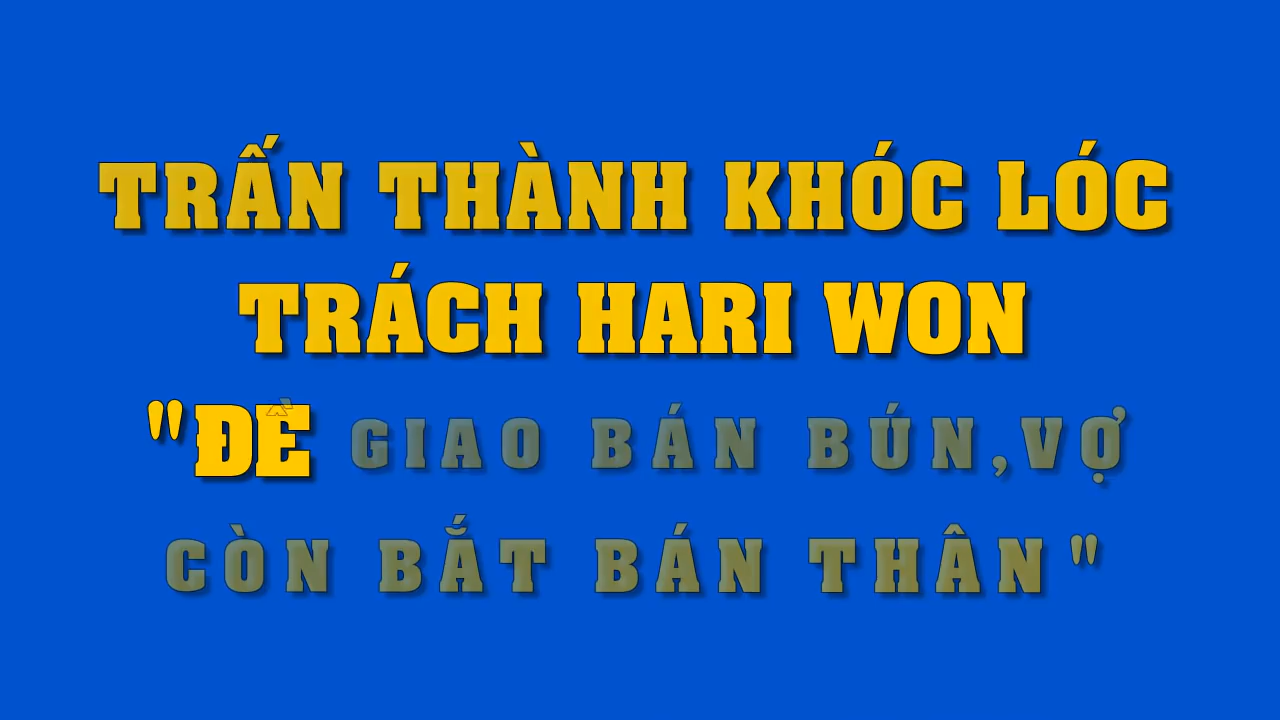 TRẤN THÀNH KHÓC LÓC
TRÁCH HARI WON
"ĐỀ GIAO BÁN BÚN,VỢ
CÒN BẮT BÁN THÂN"